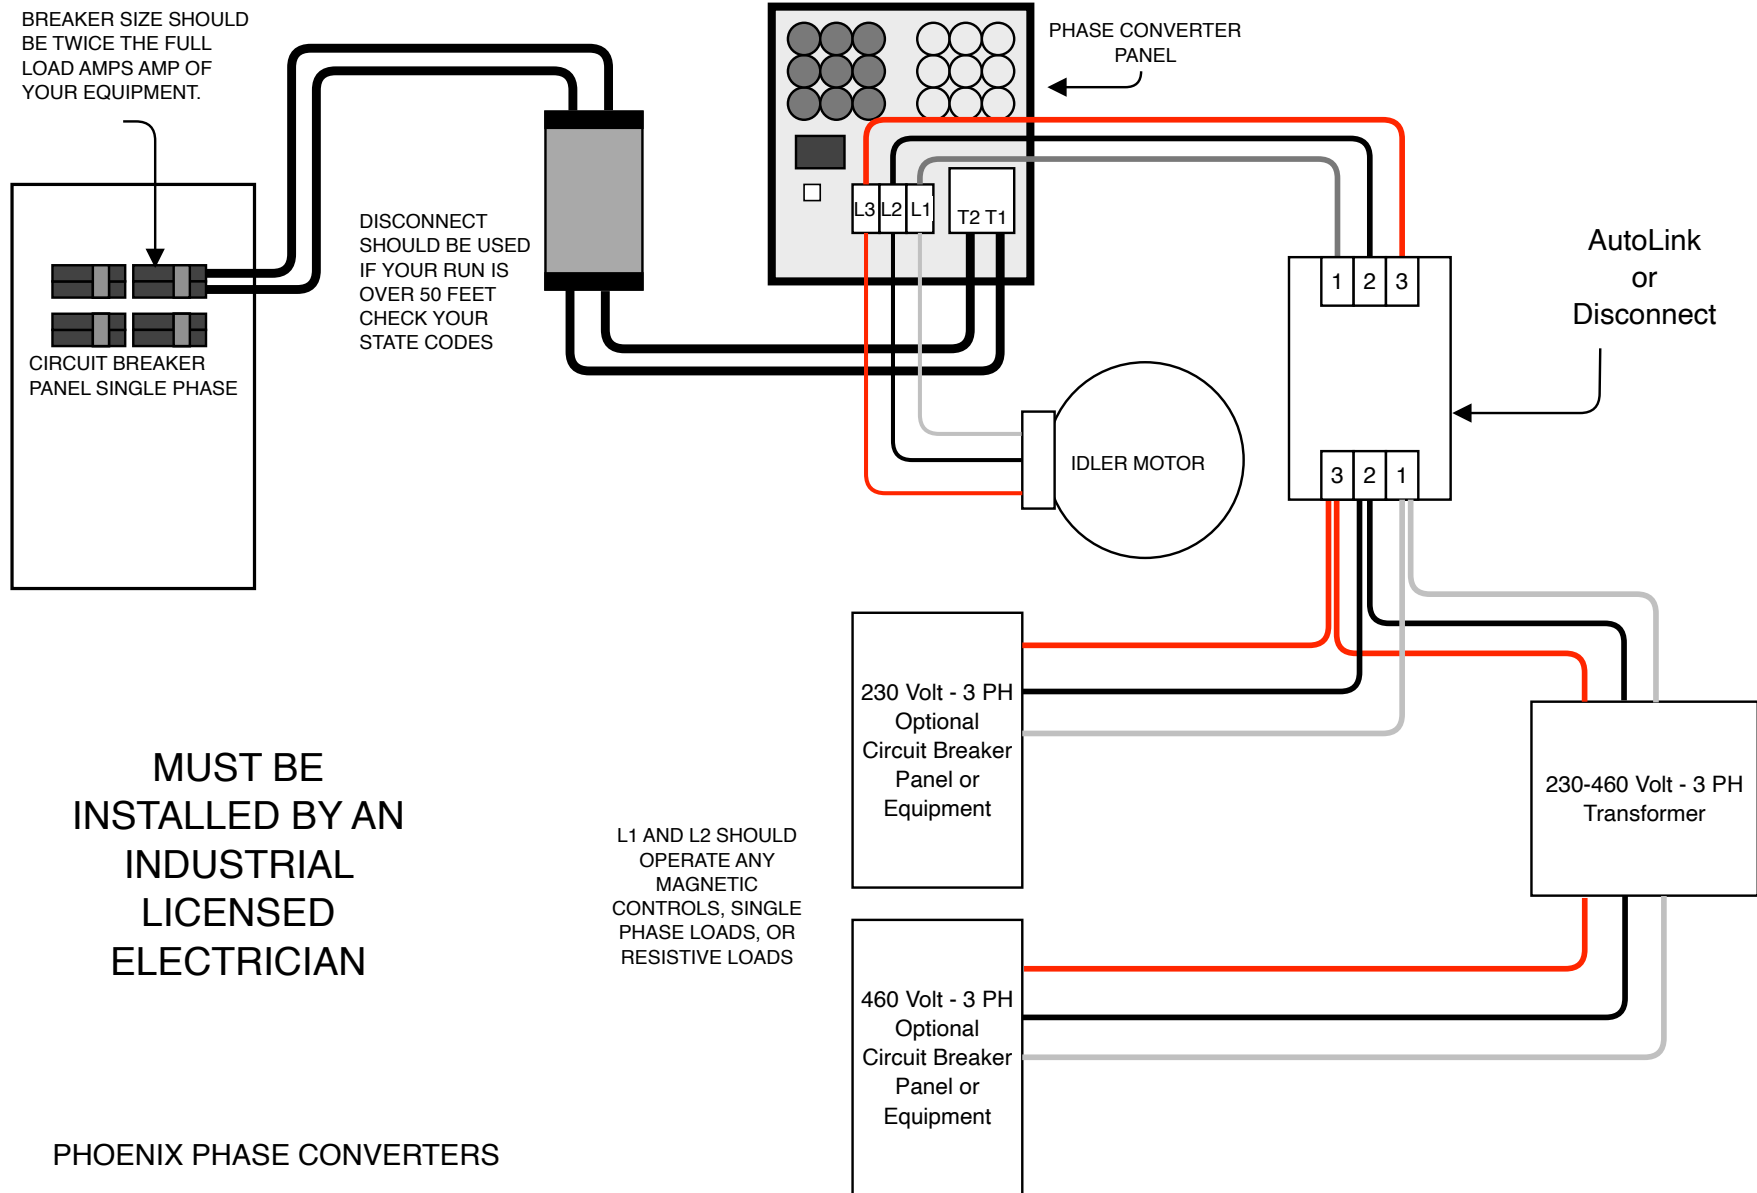 BREAKER SIZE SHOULD
BE TWICE THE FULL
LOAD AMPS AMP OF
YOUR EQUIPMENT.
PHASE CONVERTER
PANEL
L3 L2 L1
T2 T1
DISCONNECT
SHOULD BE USED
IF YOUR RUN IS
OVER 50 FEET
CHECK YOUR
STATE CODES
CIRCUIT BREAKER
PANEL SINGLE PHASE
1 2 3
AutoLink
or
Disconnect
IDLER MOTOR
3 2 1
230 Volt - 3 PH
Optional
Circuit Breaker
Panel or
Equipment
230-460 Volt - 3 PH
Transformer
MUST BE
INSTALLED BY AN
INDUSTRIAL
LICENSED
ELECTRICIAN
L1 AND L2 SHOULD
OPERATE ANY
MAGNETIC
CONTROLS, SINGLE
PHASE LOADS, OR
RESISTIVE LOADS
460 Volt - 3 PH
Optional
Circuit Breaker
Panel or
Equipment
PHOENIX PHASE CONVERTERS